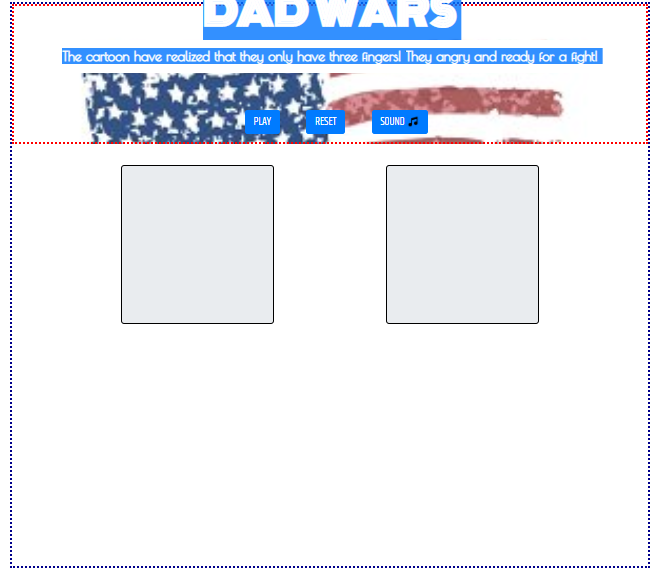 DAD WARS
The cartoon have realized that they only have three fingers! They angry and ready for a fight!
PLAY RESET SOUND